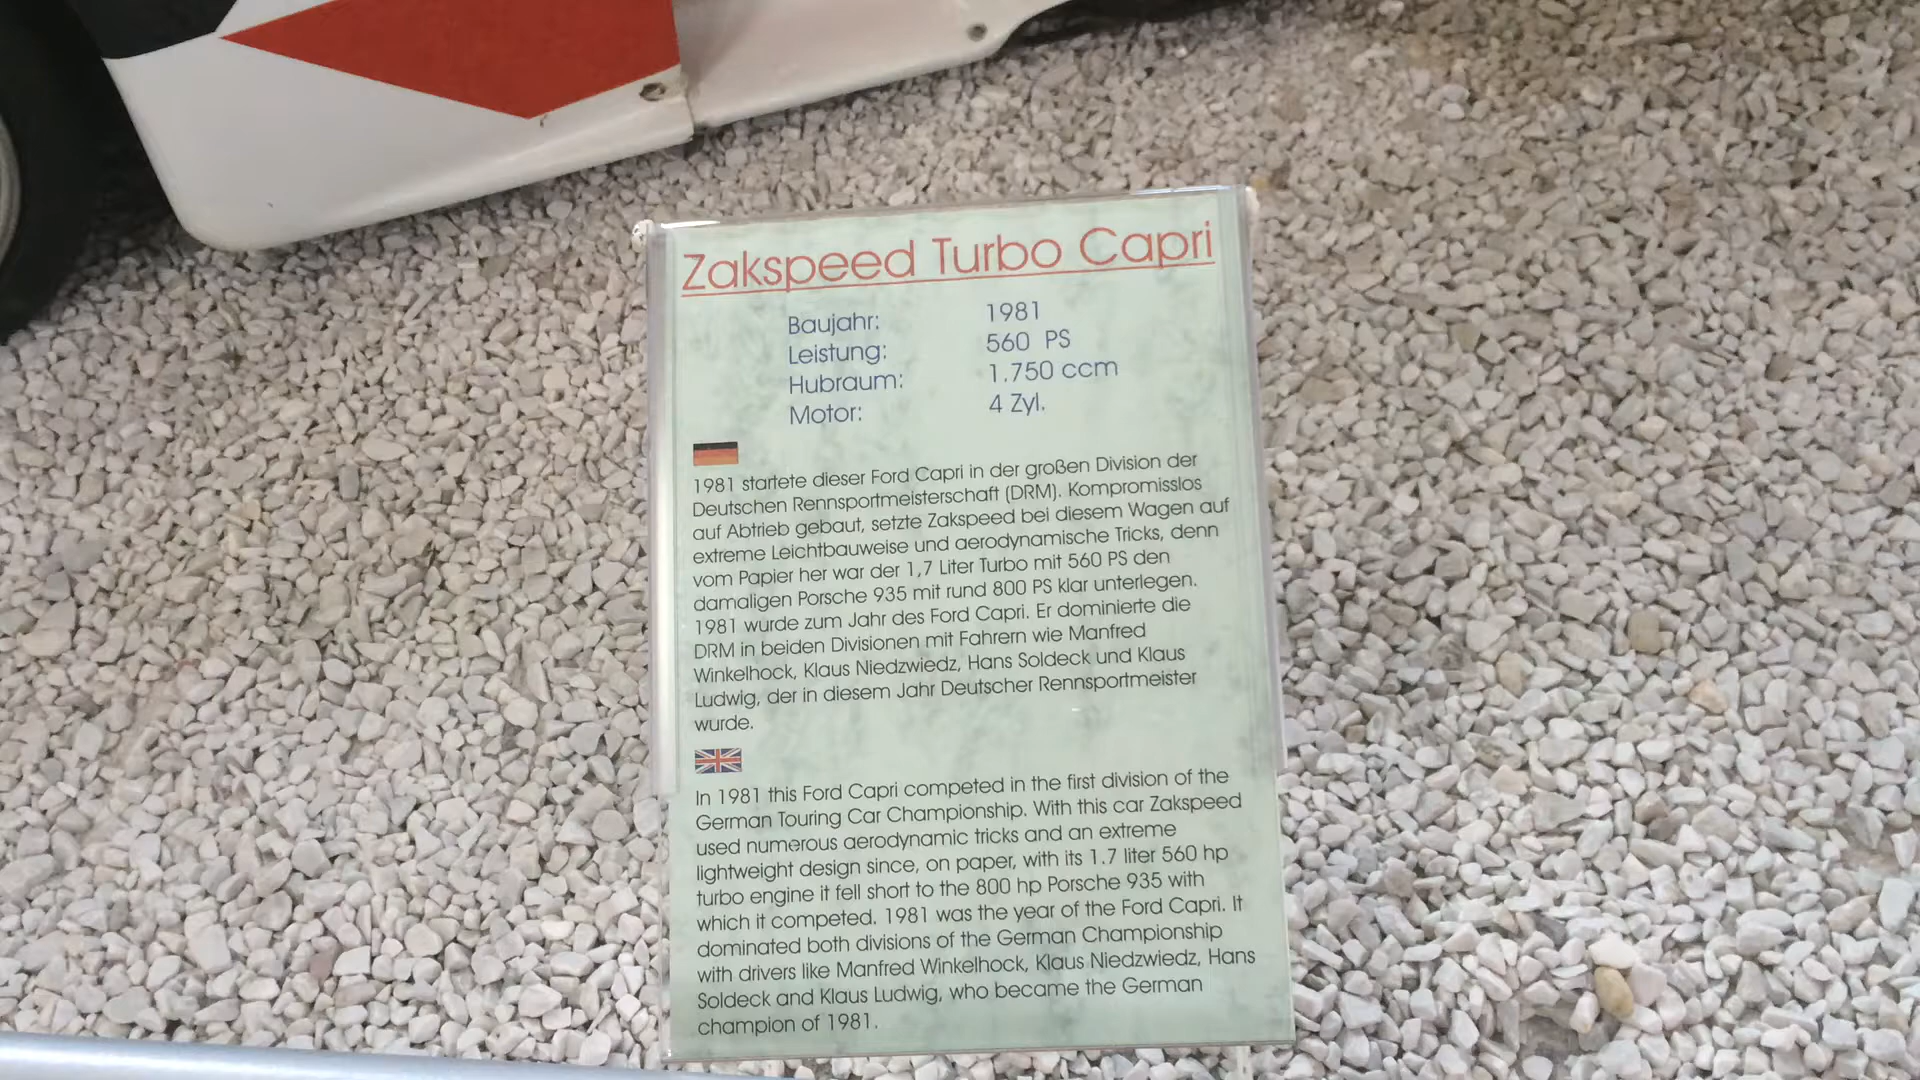 Zakspeed Turbo Capri
Baujahr: 1981
Leistung: 560 PS
Hubraum: 1.750 ccm
Motor: 4 Zyl.
1981 startete dieser Ford Capri in der großen Division der
Deutschen Rennsportmeisterschaft (DRM). Kompromisslos
auf Abtrieb gebaut, setzte Zakspeed bei diesem Wagen auf
extreme Leichtbauweise und aerodynamische Tricks, denn
vom Papier her war der 1,7 Liter Turbo mit 560 PS den
damaligen Porsche 935 mit rund 800 PS klar unterlegen.
1981 wurde zum Jahr des Ford Capri. Er dominierte die
DRM in beiden Divisionen mit Fahrern wie Manfred
Winkelhock, Klaus Niedzwiedz, Hans Soldeck und Klaus
Ludwig, der in diesem Jahr Deutscher Rennsportmeister
wurde.
In 1981 this Ford Capri competed in the first division of the
German Touring Car Championship. With this car Zakspeed
used numerous aerodynamic tricks and an extreme
lightweight design since, on paper, with its 1.7 liter 560 hp
turbo engine it fell short to the 800 hp Porsche 935 with
which it competed. 1981 was the year of the Ford Capri. It
dominated both divisions of the German Championship
with drivers like Manfred Winkelhock, Klaus Niedzwiedz, Hans
Soldeck and Klaus Ludwig, who became the German
champion of 1981.